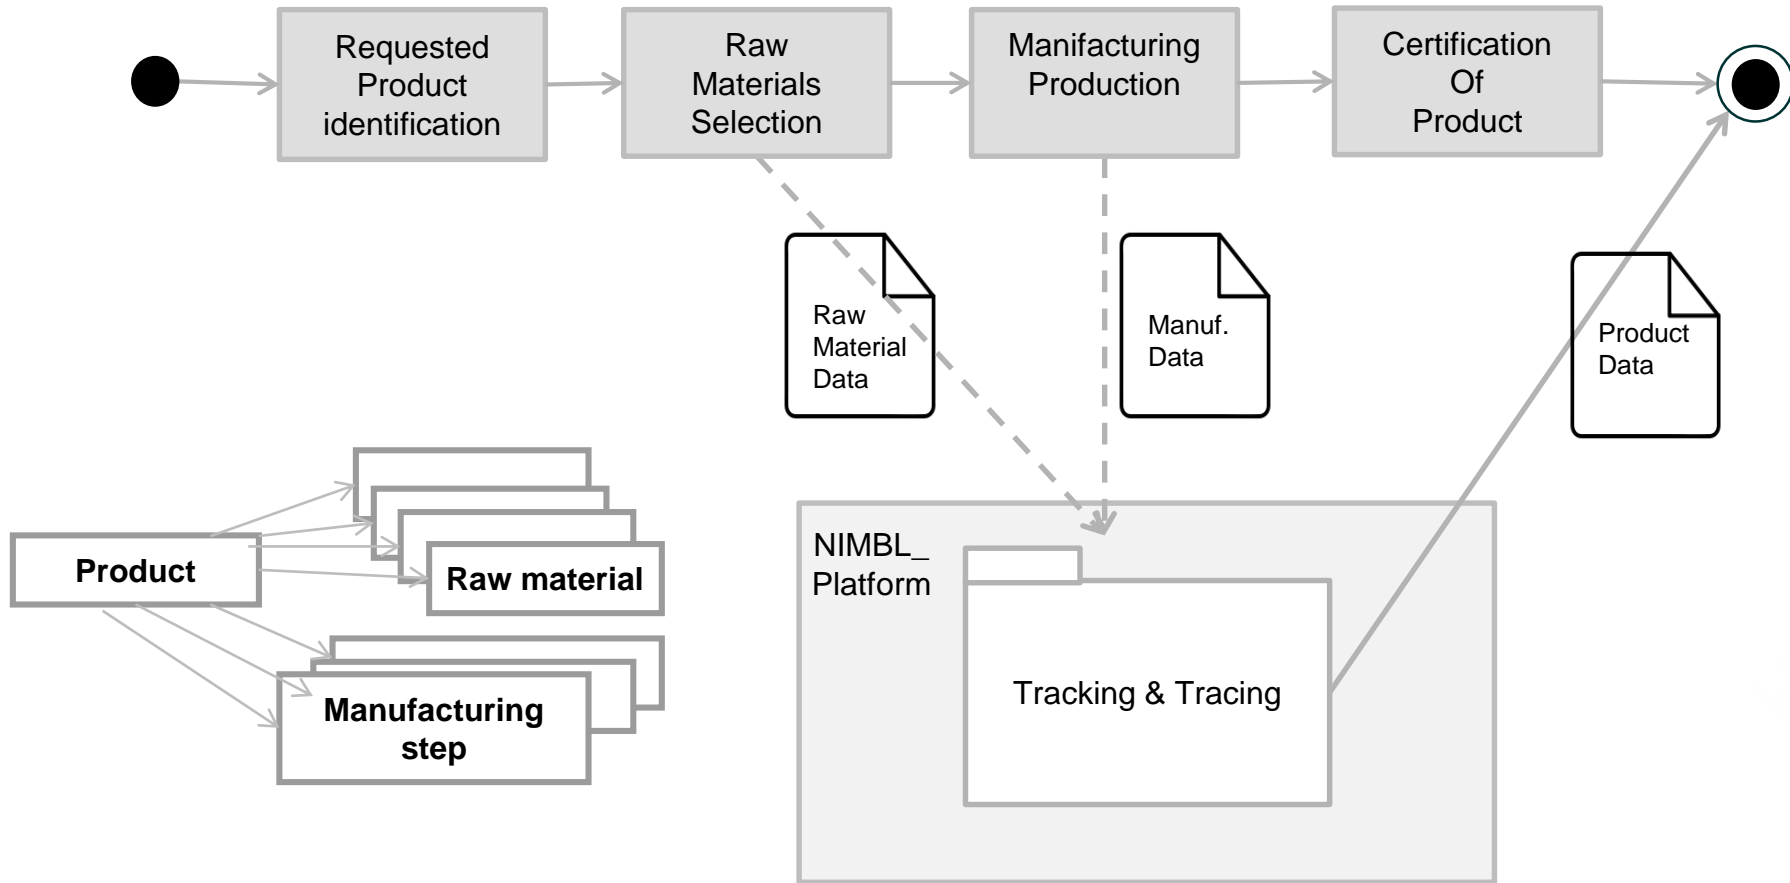 Requested
Product
identification
Raw
Materials
Selection
Manifacturing
Production
Certification
Of
Product
Raw
Material
Data
Manuf.
Data
Product
Data
Product
Raw material
Manufacturing
step
NIMBL_
Platform
Tracking & Tracing